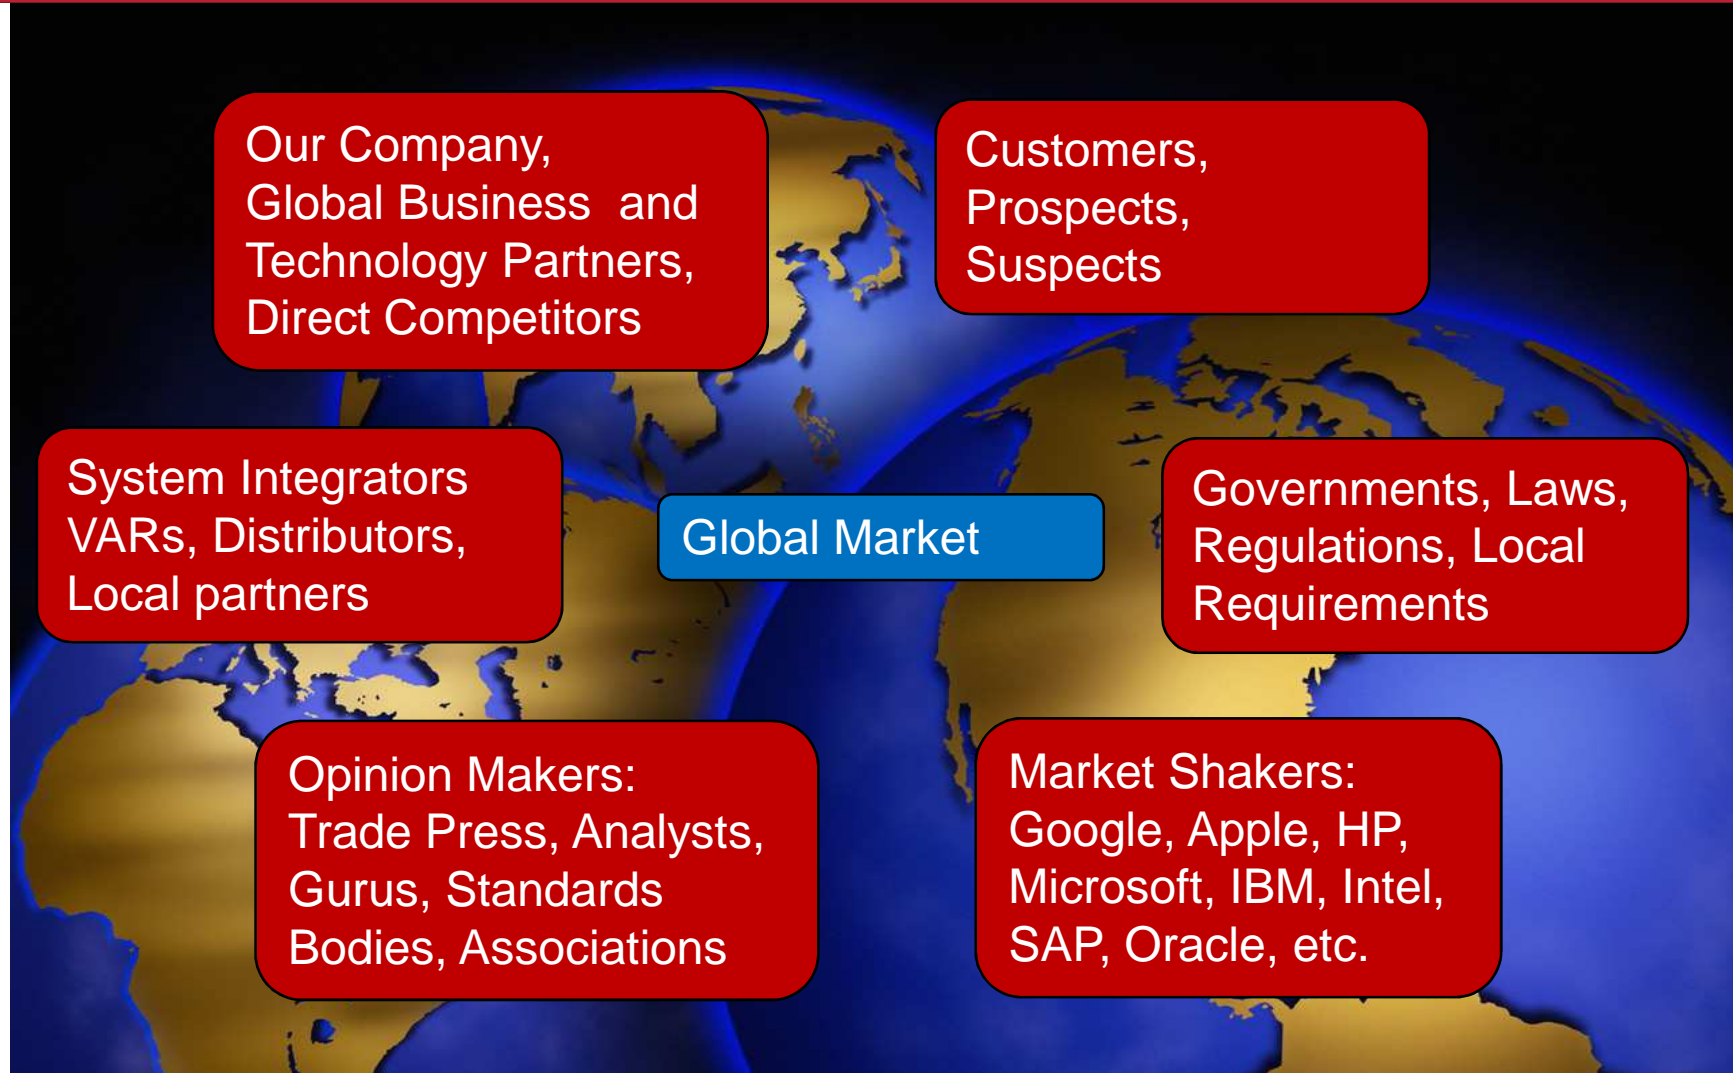 Our Company,
Global Business  and
Technology Partners,
Direct Competitors
Customers,
Prospects,
Suspects
System Integrators
VARs, Distributors,
Local partners
Global Market
Governments, Laws,
Regulations, Local
Requirements
Opinion Makers:
Trade Press, Analysts,
Gurus, Standards
Bodies, Associations
Market Shakers:
Google, Apple, HP,
Microsoft, IBM, Intel,
SAP, Oracle, etc.